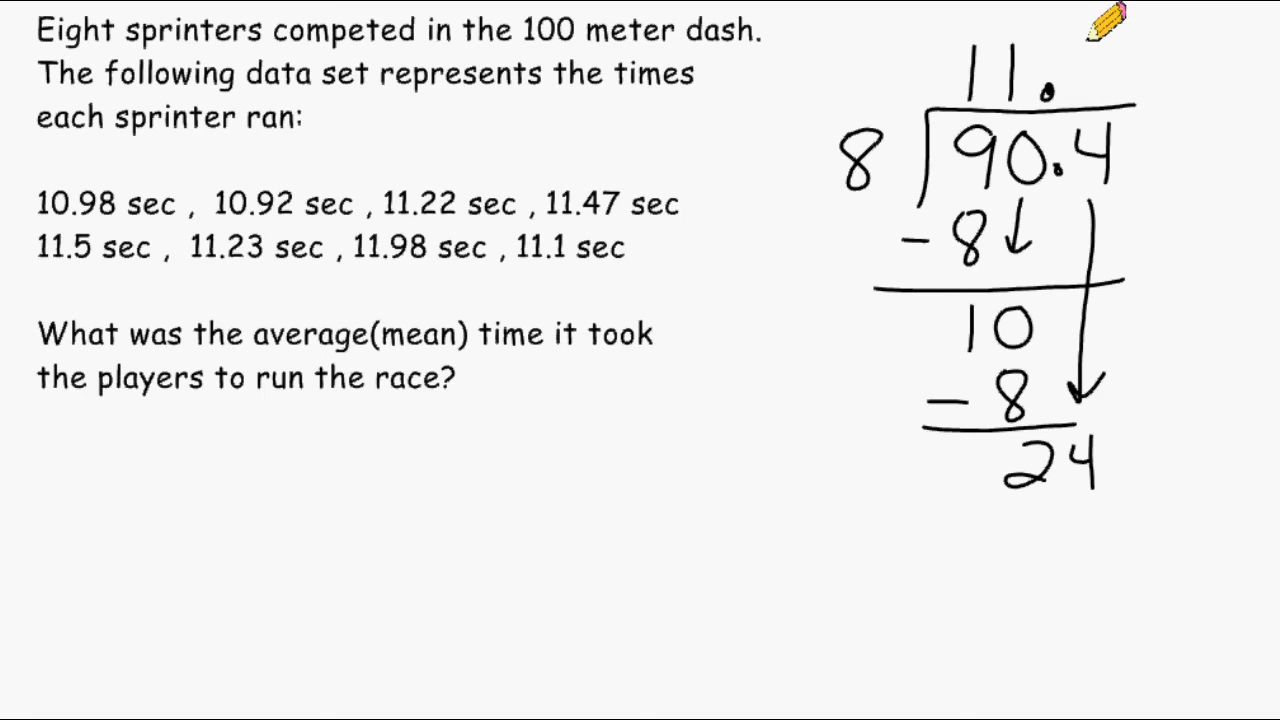 Eight sprinters competed in the 100 meter dash.
The following data set represents the times
each sprinter ran:
10.98 sec , 10.92 sec , 11.22 sec , 11.47 sec
11.5 sec , 11.23 sec , 11.98 sec , 11.1 sec
What was the average(mean) time it took
the players to run the race?
11.
8 90.4
- 8
10
- 8
24